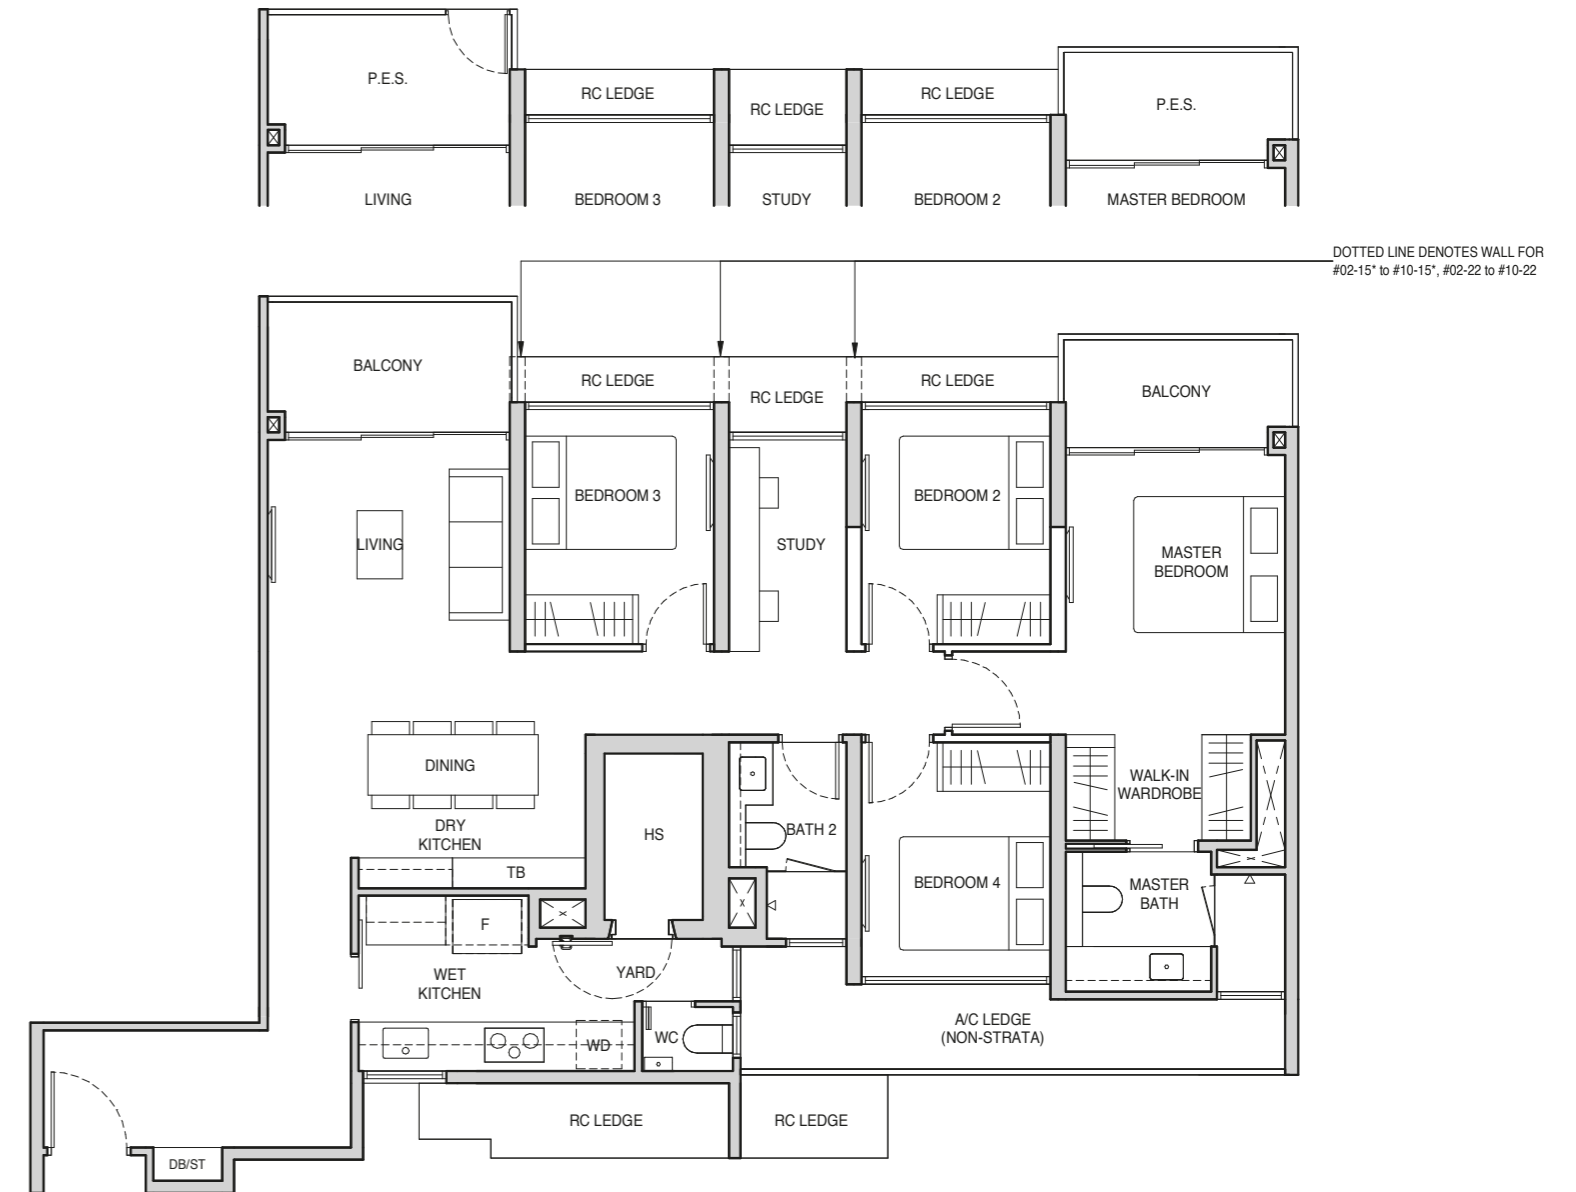 P.E.S.
RC LEDGE
RC LEDGE
RC LEDGE
P.E.S.
LIVING
BEDROOM 3
STUDY
BEDROOM 2
MASTER BEDROOM
DOTTED LINE DENOTES WALL FOR
#02-15* to #10-15*, #02-22 to #10-22
BALCONY
RC LEDGE
RC LEDGE
RC LEDGE
BALCONY
BEDROOM 3
BEDROOM 2
LIVING
STUDY
MASTER
BEDROOM
DINING
WALK-IN
WARDROBE
DRY
KITCHEN
HS
BATH 2
TB
BEDROOM 4
MASTER
BATH
F
WET
KITCHEN
YARD
A/C LEDGE
(NON-STRATA)
WD
WC
RC LEDGE
RC LEDGE
DB/ST